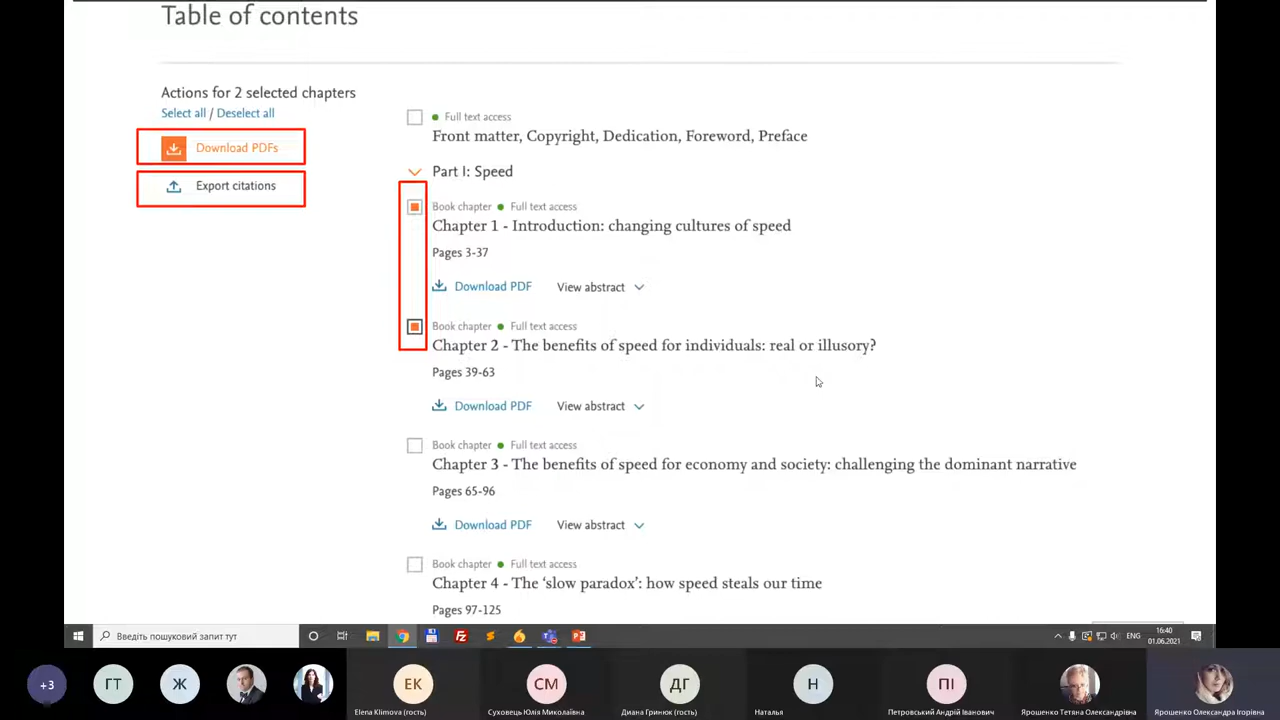 Table of contents
Actions for 2 selected chapters
Select all / Deselect all
Download PDFs
Export citations
Full text access
Front matter, Copyright, Dedication, Foreword, Preface
Part I: Speed
Book chapter Full text access
Chapter 1 - Introduction: changing cultures of speed
Pages 3-37
Download PDF View abstract
Book chapter Full text access
Chapter 2 - The benefits of speed for individuals: real or illusory?
Pages 39-63
Download PDF View abstract
Book chapter Full text access
Chapter 3 - The benefits of speed for economy and society: challenging the dominant narrative
Pages 65-96
Download PDF View abstract
Book chapter Full text access
Chapter 4 - The ‘slow paradox’: how speed steals our time
Pages 97-125
Введіть пошуковий запит тут
ENG
16:40
01.06.2021
+3
ГТ
Ж
ЕК
СМ
ДГ
Н
ПІ
Elena Klimova (гость)
Суховець Юлія Миколаївна
Диана Гринюк (гость)
Наталья
Петровський Андрій Іванович
Ярошенко Тетяна Олександрівна
Ярошенко Олександра Ігорівна